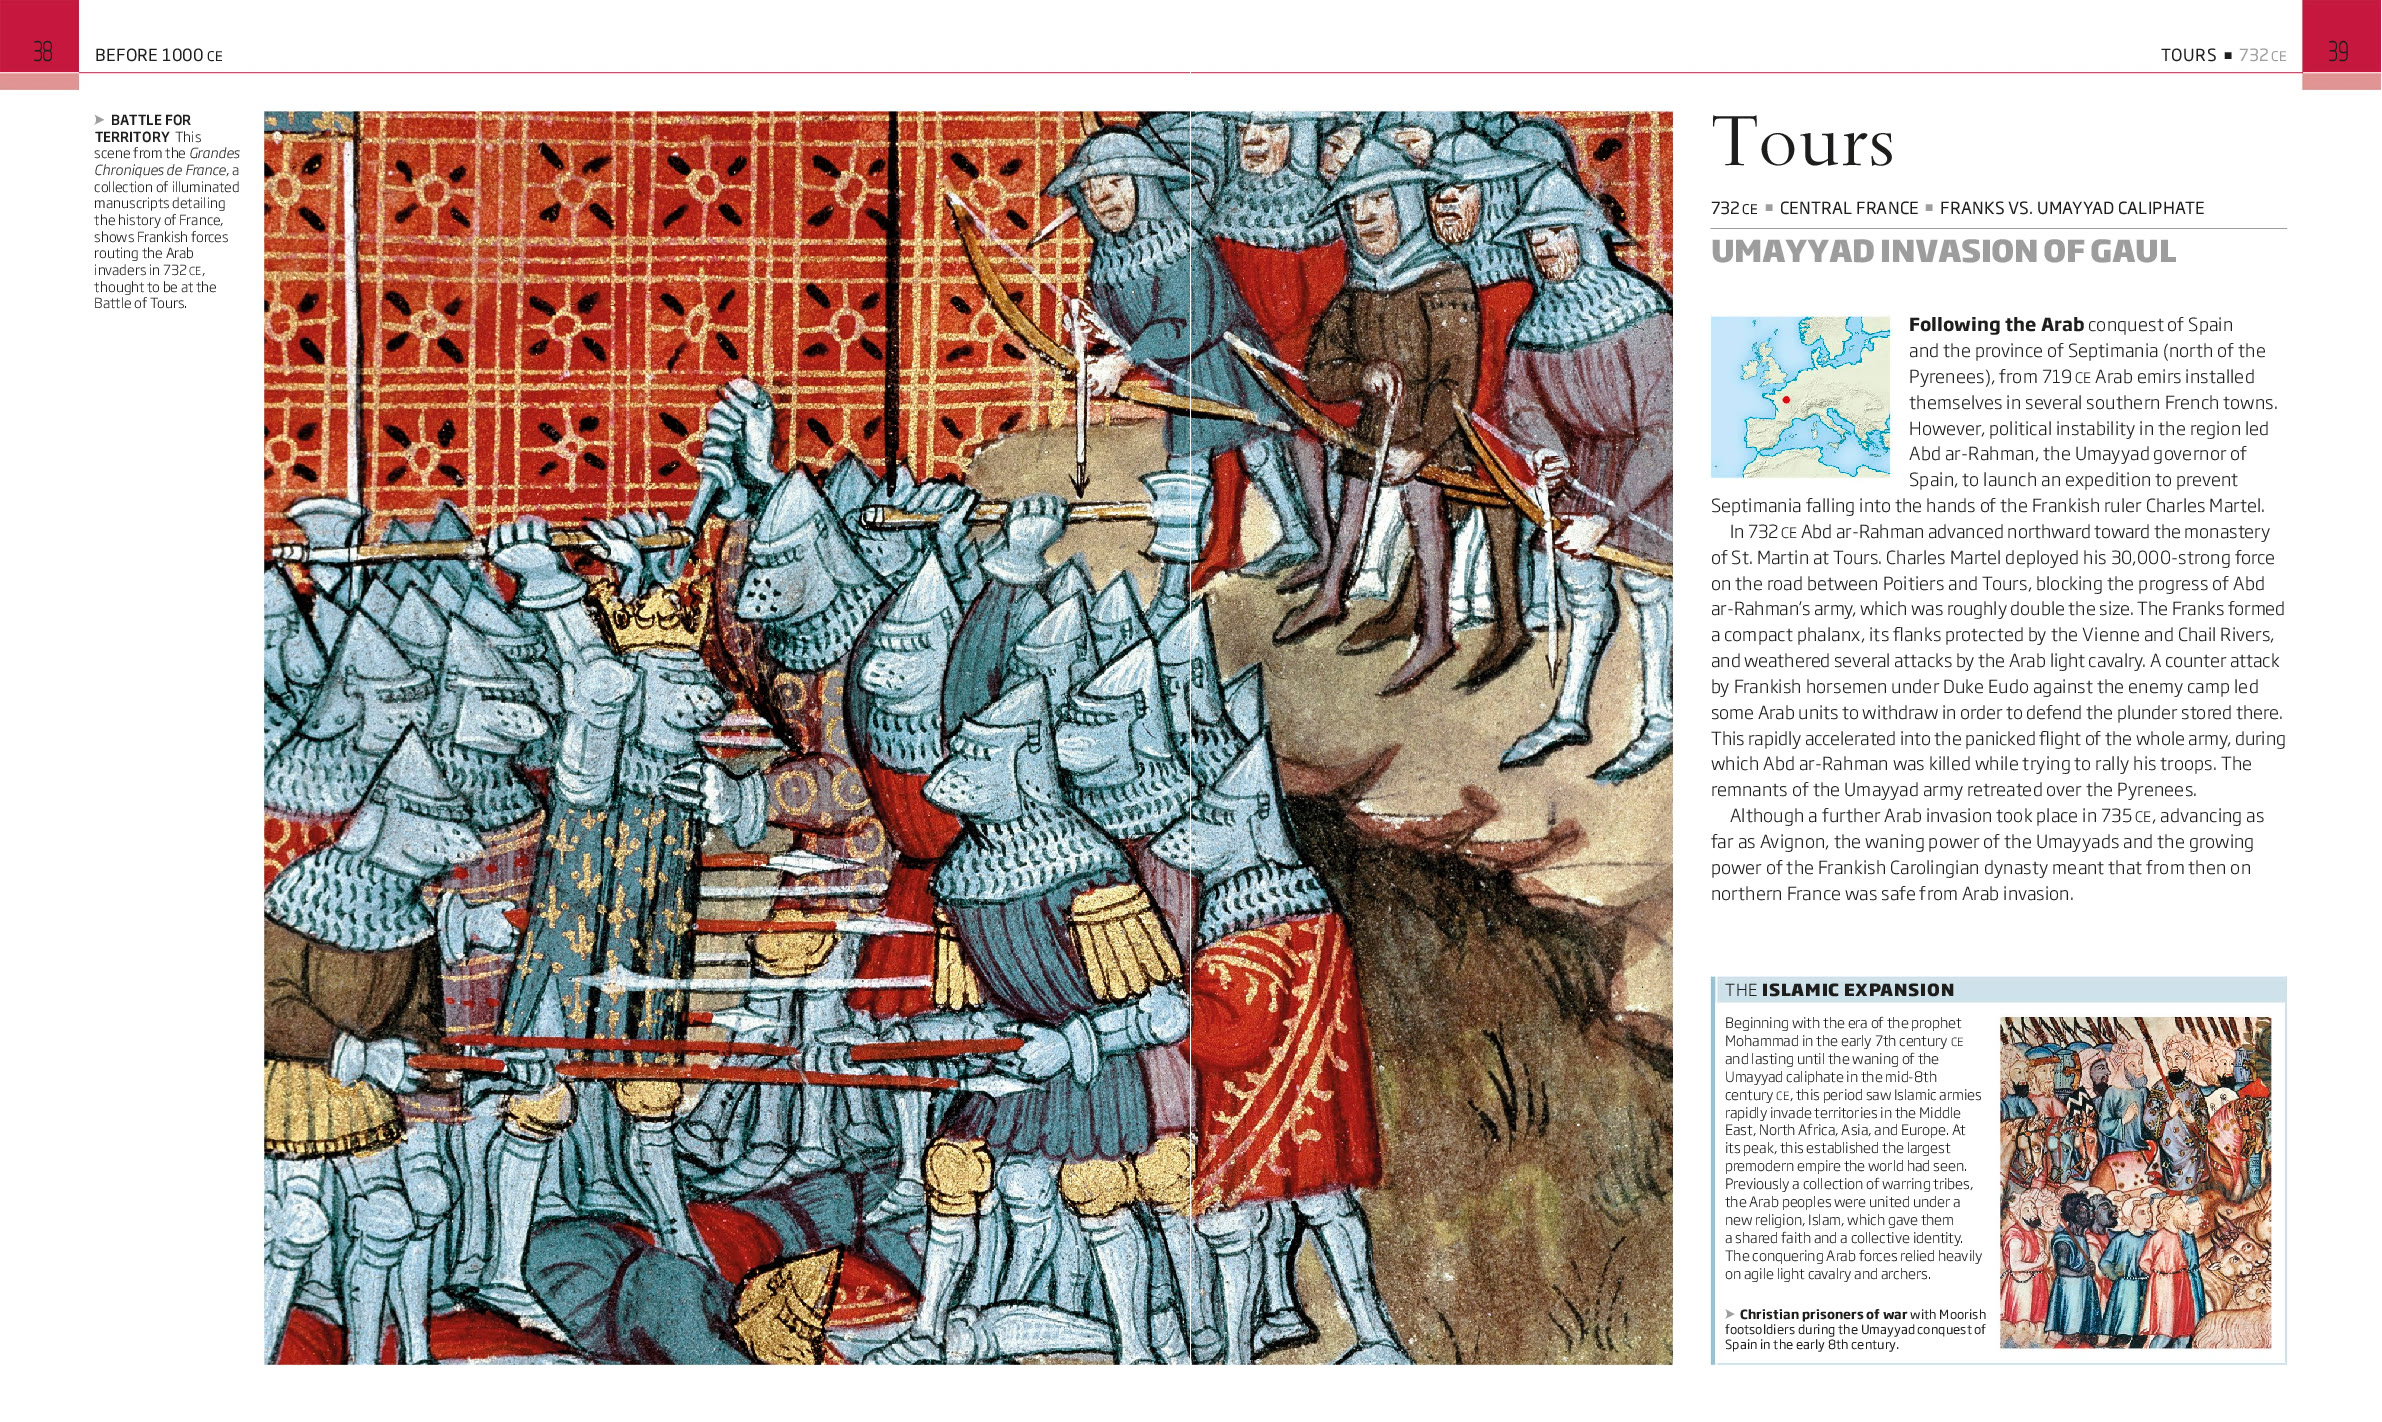 38
BEFORE 1000 CE
TOURS ▪ 732 CE
39
➤ BATTLE FOR
TERRITORY This
scene from the Grandes
Chroniques de France, a
collection of illuminated
manuscripts detailing
the history of France,
shows Frankish forces
routing the Arab
invaders in 732 CE,
thought to be at the
Battle of Tours.
Tours
732 CE ▪ CENTRAL FRANCE ▪ FRANKS VS. UMAYYAD CALIPHATE
UMAYYAD INVASION OF GAUL
Following the Arab conquest of Spain
and the province of Septimania (north of the
Pyrenees), from 719 CE Arab emirs installed
themselves in several southern French towns.
However, political instability in the region led
Abd ar-Rahman, the Umayyad governor of
Spain, to launch an expedition to prevent
Septimania falling into the hands of the Frankish ruler Charles Martel.
In 732 CE Abd ar-Rahman advanced northward toward the monastery
of St. Martin at Tours. Charles Martel deployed his 30,000-strong force
on the road between Poitiers and Tours, blocking the progress of Abd
ar-Rahman's army, which was roughly double the size. The Franks formed
a compact phalanx, its flanks protected by the Vienne and Chail Rivers,
and weathered several attacks by the Arab light cavalry. A counter attack
by Frankish horsemen under Duke Eudo against the enemy camp led
some Arab units to withdraw in order to defend the plunder stored there.
This rapidly accelerated into the panicked flight of the whole army, during
which Abd ar-Rahman was killed while trying to rally his troops. The
remnants of the Umayyad army retreated over the Pyrenees.
Although a further Arab invasion took place in 735 CE, advancing as
far as Avignon, the waning power of the Umayyads and the growing
power of the Frankish Carolingian dynasty meant that from then on
northern France was safe from Arab invasion.
THE ISLAMIC EXPANSION
Beginning with the era of the prophet
Mohammad in the early 7th century CE
and lasting until the waning of the
Umayyad caliphate in the mid-8th
century CE, this period saw Islamic armies
rapidly invade territories in the Middle
East, North Africa, Asia, and Europe. At
its peak, this established the largest
premodern empire the world had seen.
Previously a collection of warring tribes,
the Arab peoples were united under a
new religion, Islam, which gave them
a shared faith and a collective identity.
The conquering Arab forces relied heavily
on agile light cavalry and archers.
➤ Christian prisoners of war with Moorish
footsoldiers during the Umayyad conquest of
Spain in the early 8th century.